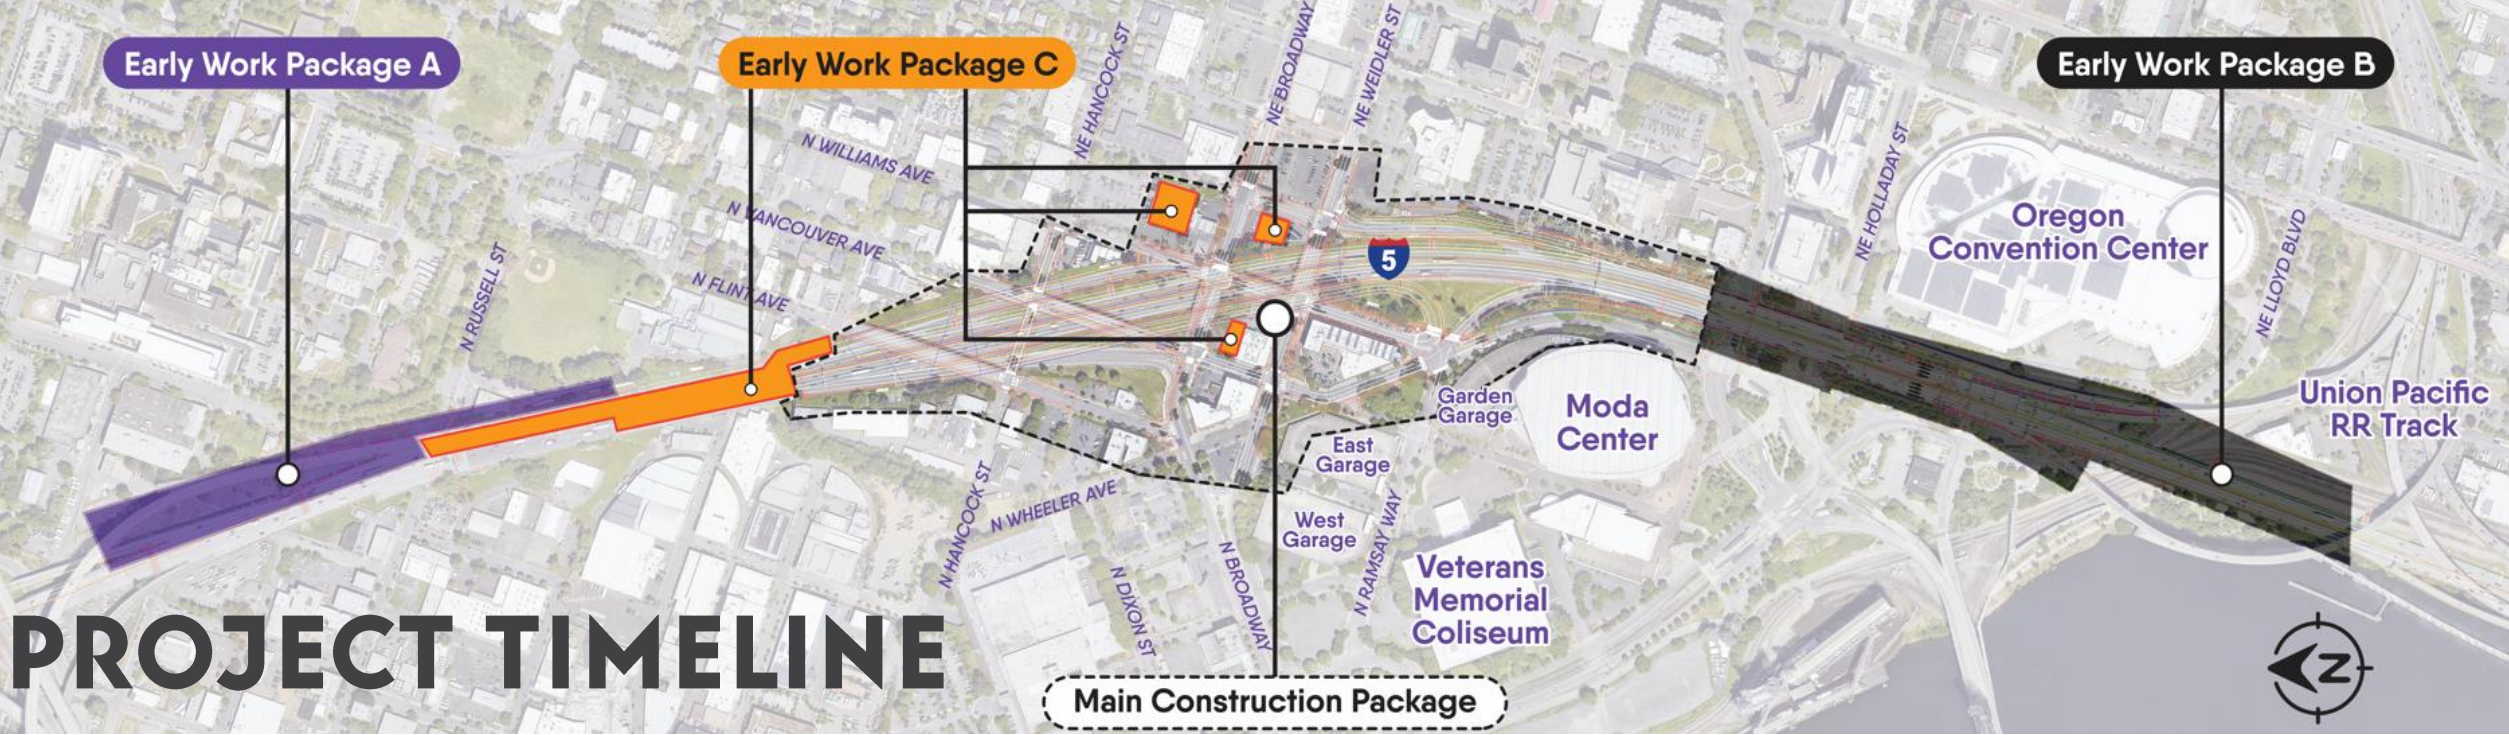 Early Work Package A
Early Work Package C
Early Work Package B
NE HANCOCK ST
NE BROADWAY
NE WEIDLER ST
N WILLIAMS AVE
N VANCOUVER AVE
N FLINT AVE
N RUSSELL ST
5
NE HOLLADAY ST
Oregon
Convention Center
NE LLOYD BLVD
Union Pacific
RR Track
Garden
Garage
Moda
Center
East
Garage
West
Garage
N RAMSAY WAY
N HANCOCK ST
N WHEELER AVE
N DIXON ST
N BROADWAY
Veterans
Memorial
Coliseum
PROJECT TIMELINE
Main Construction Package
Z